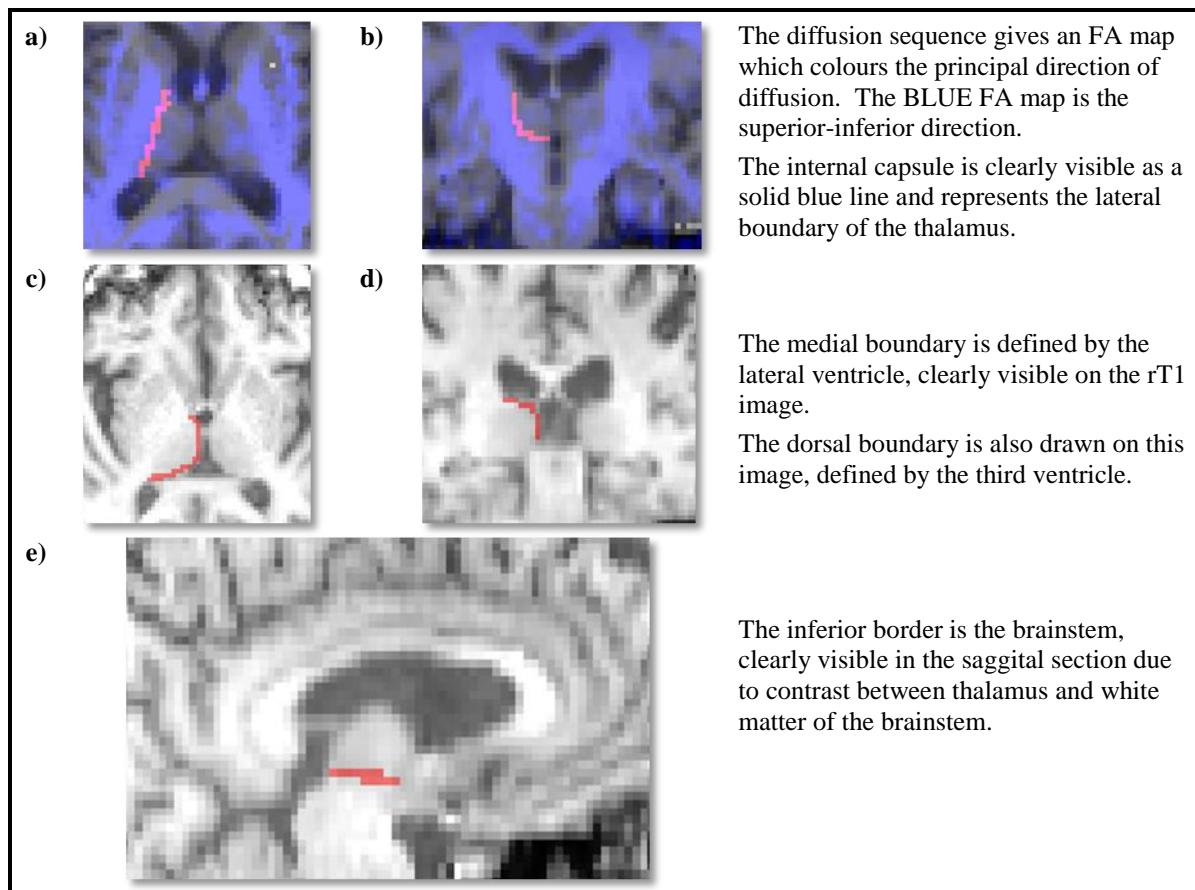 a)
b)
The diffusion sequence gives an FA map
which colours the principal direction of
diffusion. The BLUE FA map is the
superior-inferior direction.
The internal capsule is clearly visible as a
solid blue line and represents the lateral
boundary of the thalamus.
c)
d)
The medial boundary is defined by the
lateral ventricle, clearly visible on the rT1
image.
The dorsal boundary is also drawn on this
image, defined by the third ventricle.
e)
The inferior border is the brainstem,
clearly visible in the saggital section due
to contrast between thalamus and white
matter of the brainstem.